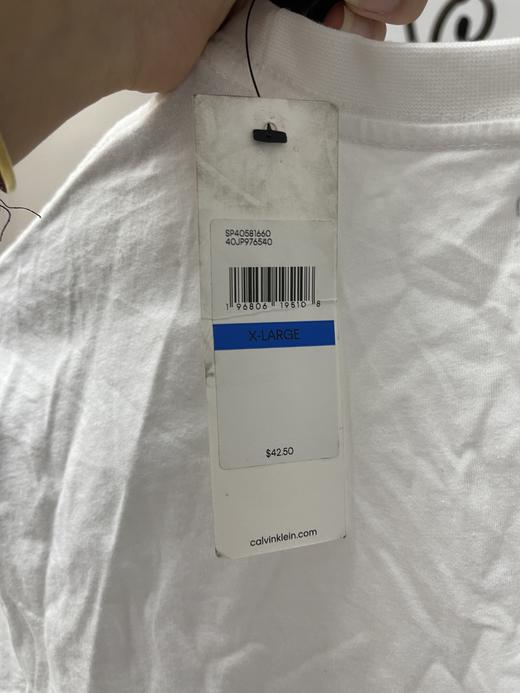 SP40581660
40JP976540
1 96806 19510 8
X-LARGE
$42.50
calvinklein.com